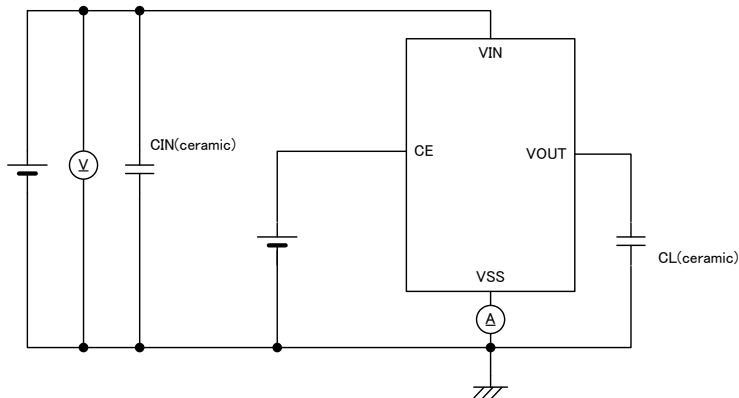 VIN
CIN(ceramic)
V
CE
VOUT
CL(ceramic)
VSS
A